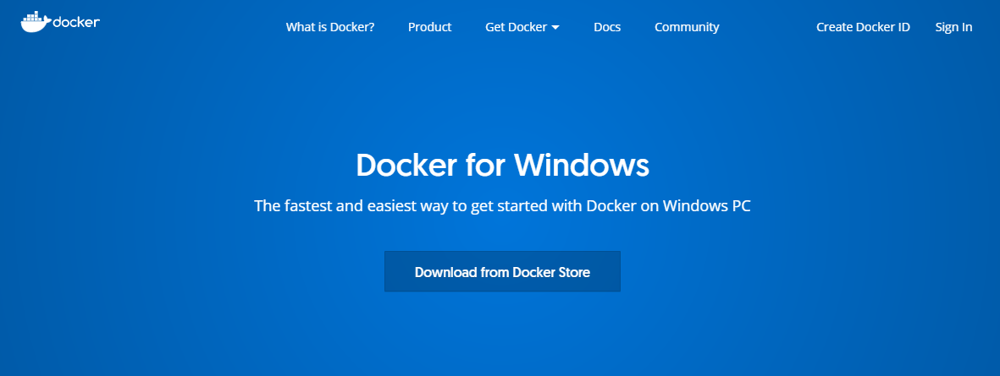 docker
What is Docker?
Product
Get Docker
Docs
Community
Create Docker ID
Sign In
Docker for Windows
The fastest and easiest way to get started with Docker on Windows PC
Download from Docker Store